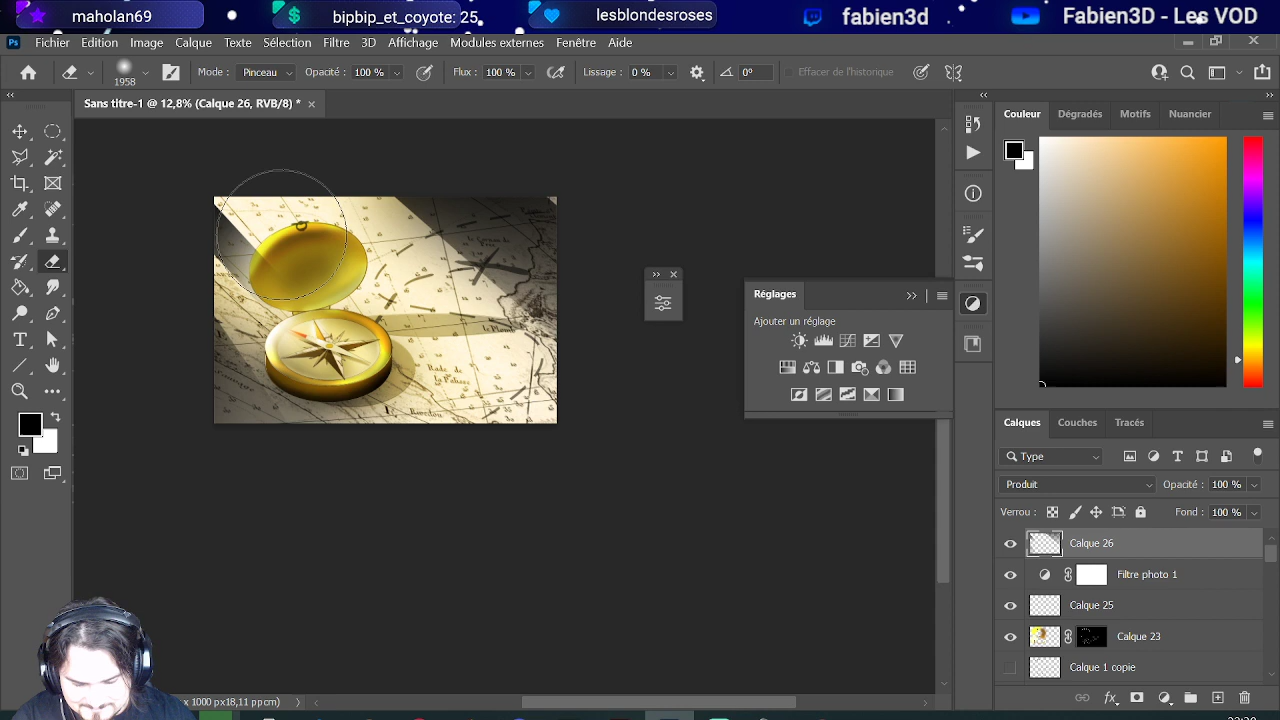 maholan69
bipbip_et_coyote: 25
lesblondesroses
fabien3d
Fabien3D - Les VOD
Ps
Fichier
Edition
Image
Calque
Texte
Sélection
Filtre
3D
Affichage
Modules externes
Fenêtre
Aide
1958
Mode :
Pinceau
Opacité :
100 %
Flux :
100 %
Lissage :
0 %
0°
Effacer de l'historique
Sans titre-1 @ 12,8% (Calque 26, RVB/8) *
Couleur
Dégradés
Motifs
Nuancier
Réglages
Ajouter un réglage
Rade de
Calques
Couches
Tracés
Type
Produit
Opacité :
100 %
Verrou :
Fond :
100 %
Calque 26
Filtre photo 1
Calque 25
Calque 23
Calque 1 copie
x 1000 px18,11 ppcm)
fx